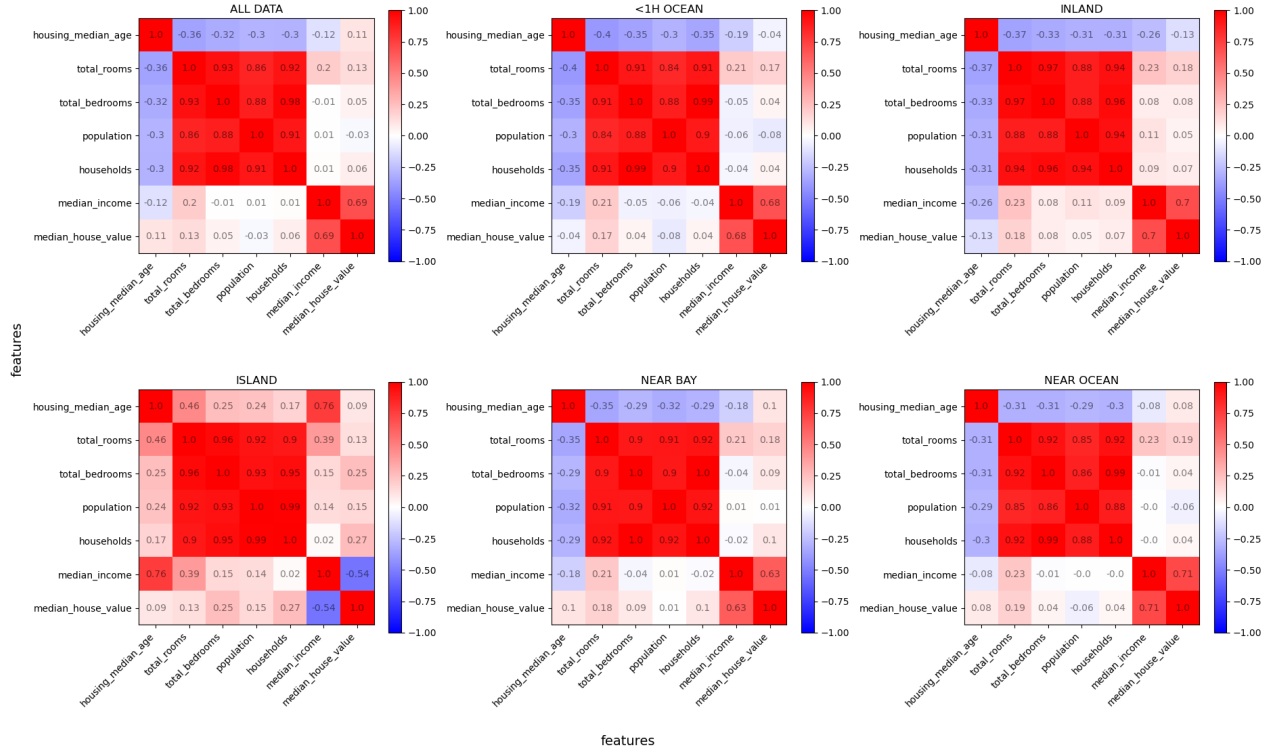 ALL DATA
housing_median_age 1.0 -0.36 -0.32 -0.3 -0.3 -0.12 0.11
total_rooms -0.36 1.0 0.93 0.86 0.92 0.2 0.13
total_bedrooms -0.32 0.93 1.0 0.88 0.98 -0.01 0.05
population -0.3 0.86 0.88 1.0 0.91 0.01 -0.03
households -0.3 0.92 0.98 0.91 1.0 0.01 0.06
median_income -0.12 0.2 -0.01 0.01 0.01 1.0 0.69
median_house_value 0.11 0.13 0.05 -0.03 0.06 0.69 1.0
housing_median_age total_rooms total_bedrooms population households median_income median_house_value
1.00
0.75
0.50
0.25
0.00
−0.25
−0.50
−0.75
−1.00
<1H OCEAN
housing_median_age 1.0 -0.4 -0.35 -0.3 -0.35 -0.19 -0.04
total_rooms -0.4 1.0 0.91 0.84 0.91 0.21 0.17
total_bedrooms -0.35 0.91 1.0 0.88 0.99 -0.05 0.04
population -0.3 0.84 0.88 1.0 0.9 -0.06 -0.08
households -0.35 0.91 0.99 0.9 1.0 -0.04 0.04
median_income -0.19 0.21 -0.05 -0.06 -0.04 1.0 0.68
median_house_value -0.04 0.17 0.04 -0.08 0.04 0.68 1.0
housing_median_age total_rooms total_bedrooms population households median_income median_house_value
1.00
0.75
0.50
0.25
0.00
−0.25
−0.50
−0.75
−1.00
INLAND
housing_median_age 1.0 -0.37 -0.33 -0.31 -0.31 -0.26 -0.13
total_rooms -0.37 1.0 0.97 0.88 0.94 0.23 0.18
total_bedrooms -0.33 0.97 1.0 0.88 0.96 0.08 0.08
population -0.31 0.88 0.88 1.0 0.94 0.11 0.05
households -0.31 0.94 0.96 0.94 1.0 0.09 0.07
median_income -0.26 0.23 0.08 0.11 0.09 1.0 0.7
median_house_value -0.13 0.18 0.08 0.05 0.07 0.7 1.0
housing_median_age total_rooms total_bedrooms population households median_income median_house_value
1.00
0.75
0.50
0.25
0.00
−0.25
−0.50
−0.75
−1.00
features
ISLAND
housing_median_age 1.0 0.46 0.25 0.24 0.17 0.76 0.09
total_rooms 0.46 1.0 0.96 0.92 0.9 0.39 0.13
total_bedrooms 0.25 0.96 1.0 0.93 0.95 0.15 0.25
population 0.24 0.92 0.93 1.0 0.99 0.14 0.15
households 0.17 0.9 0.95 0.99 1.0 0.02 0.27
median_income 0.76 0.39 0.15 0.14 0.02 1.0 -0.54
median_house_value 0.09 0.13 0.25 0.15 0.27 -0.54 1.0
housing_median_age total_rooms total_bedrooms population households median_income median_house_value
1.00
0.75
0.50
0.25
0.00
−0.25
−0.50
−0.75
−1.00
NEAR BAY
housing_median_age 1.0 -0.35 -0.29 -0.32 -0.29 -0.18 0.1
total_rooms -0.35 1.0 0.9 0.91 0.92 0.21 0.18
total_bedrooms -0.29 0.9 1.0 0.9 1.0 -0.04 0.09
population -0.32 0.91 0.9 1.0 0.92 0.01 0.01
households -0.29 0.92 1.0 0.92 1.0 -0.02 0.1
median_income -0.18 0.21 -0.04 0.01 -0.02 1.0 0.63
median_house_value 0.1 0.18 0.09 0.01 0.1 0.63 1.0
housing_median_age total_rooms total_bedrooms population households median_income median_house_value
1.00
0.75
0.50
0.25
0.00
−0.25
−0.50
−0.75
−1.00
NEAR OCEAN
housing_median_age 1.0 -0.31 -0.31 -0.29 -0.3 -0.08 0.08
total_rooms -0.31 1.0 0.92 0.85 0.92 0.23 0.19
total_bedrooms -0.31 0.92 1.0 0.86 0.99 -0.01 0.04
population -0.29 0.85 0.86 1.0 0.88 -0.0 -0.06
households -0.3 0.92 0.99 0.88 1.0 -0.0 0.04
median_income -0.08 0.23 -0.01 -0.0 -0.0 1.0 0.71
median_house_value 0.08 0.19 0.04 -0.06 0.04 0.71 1.0
housing_median_age total_rooms total_bedrooms population households median_income median_house_value
1.00
0.75
0.50
0.25
0.00
−0.25
−0.50
−0.75
−1.00
features